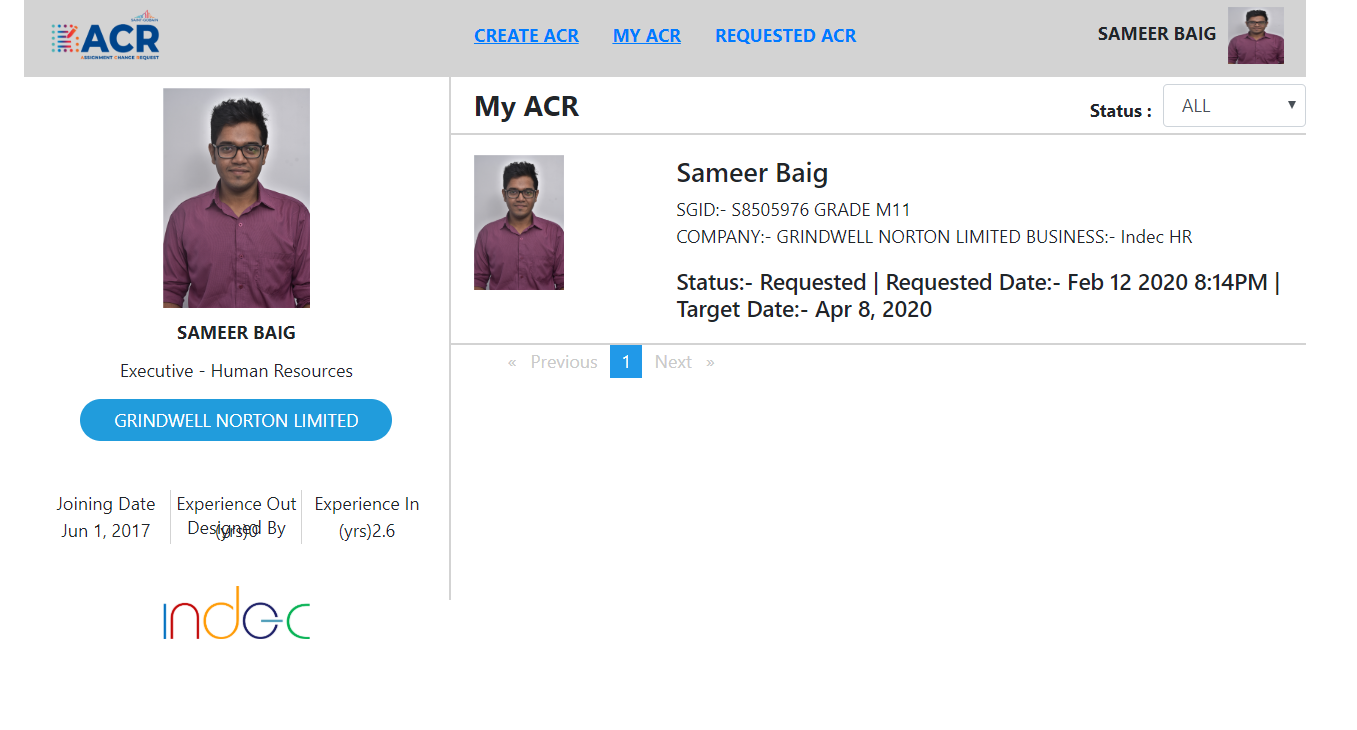 SAINT-GOBAIN
ACR
ASSIGNMENT CHANGE REQUEST
CREATE ACR MY ACR REQUESTED ACR
SAMEER BAIG
SAMEER BAIG
Executive - Human Resources
GRINDWELL NORTON LIMITED
Joining Date
Jun 1, 2017
Experience Out
(yrs)0
Experience In
(yrs)2.6
Designed By
indec
My ACR
Status :
ALL
Sameer Baig
SGID:- S8505976 GRADE M11
COMPANY:- GRINDWELL NORTON LIMITED BUSINESS:- Indec HR
Status:- Requested | Requested Date:- Feb 12 2020 8:14PM |
Target Date:- Apr 8, 2020
« Previous 1 Next »